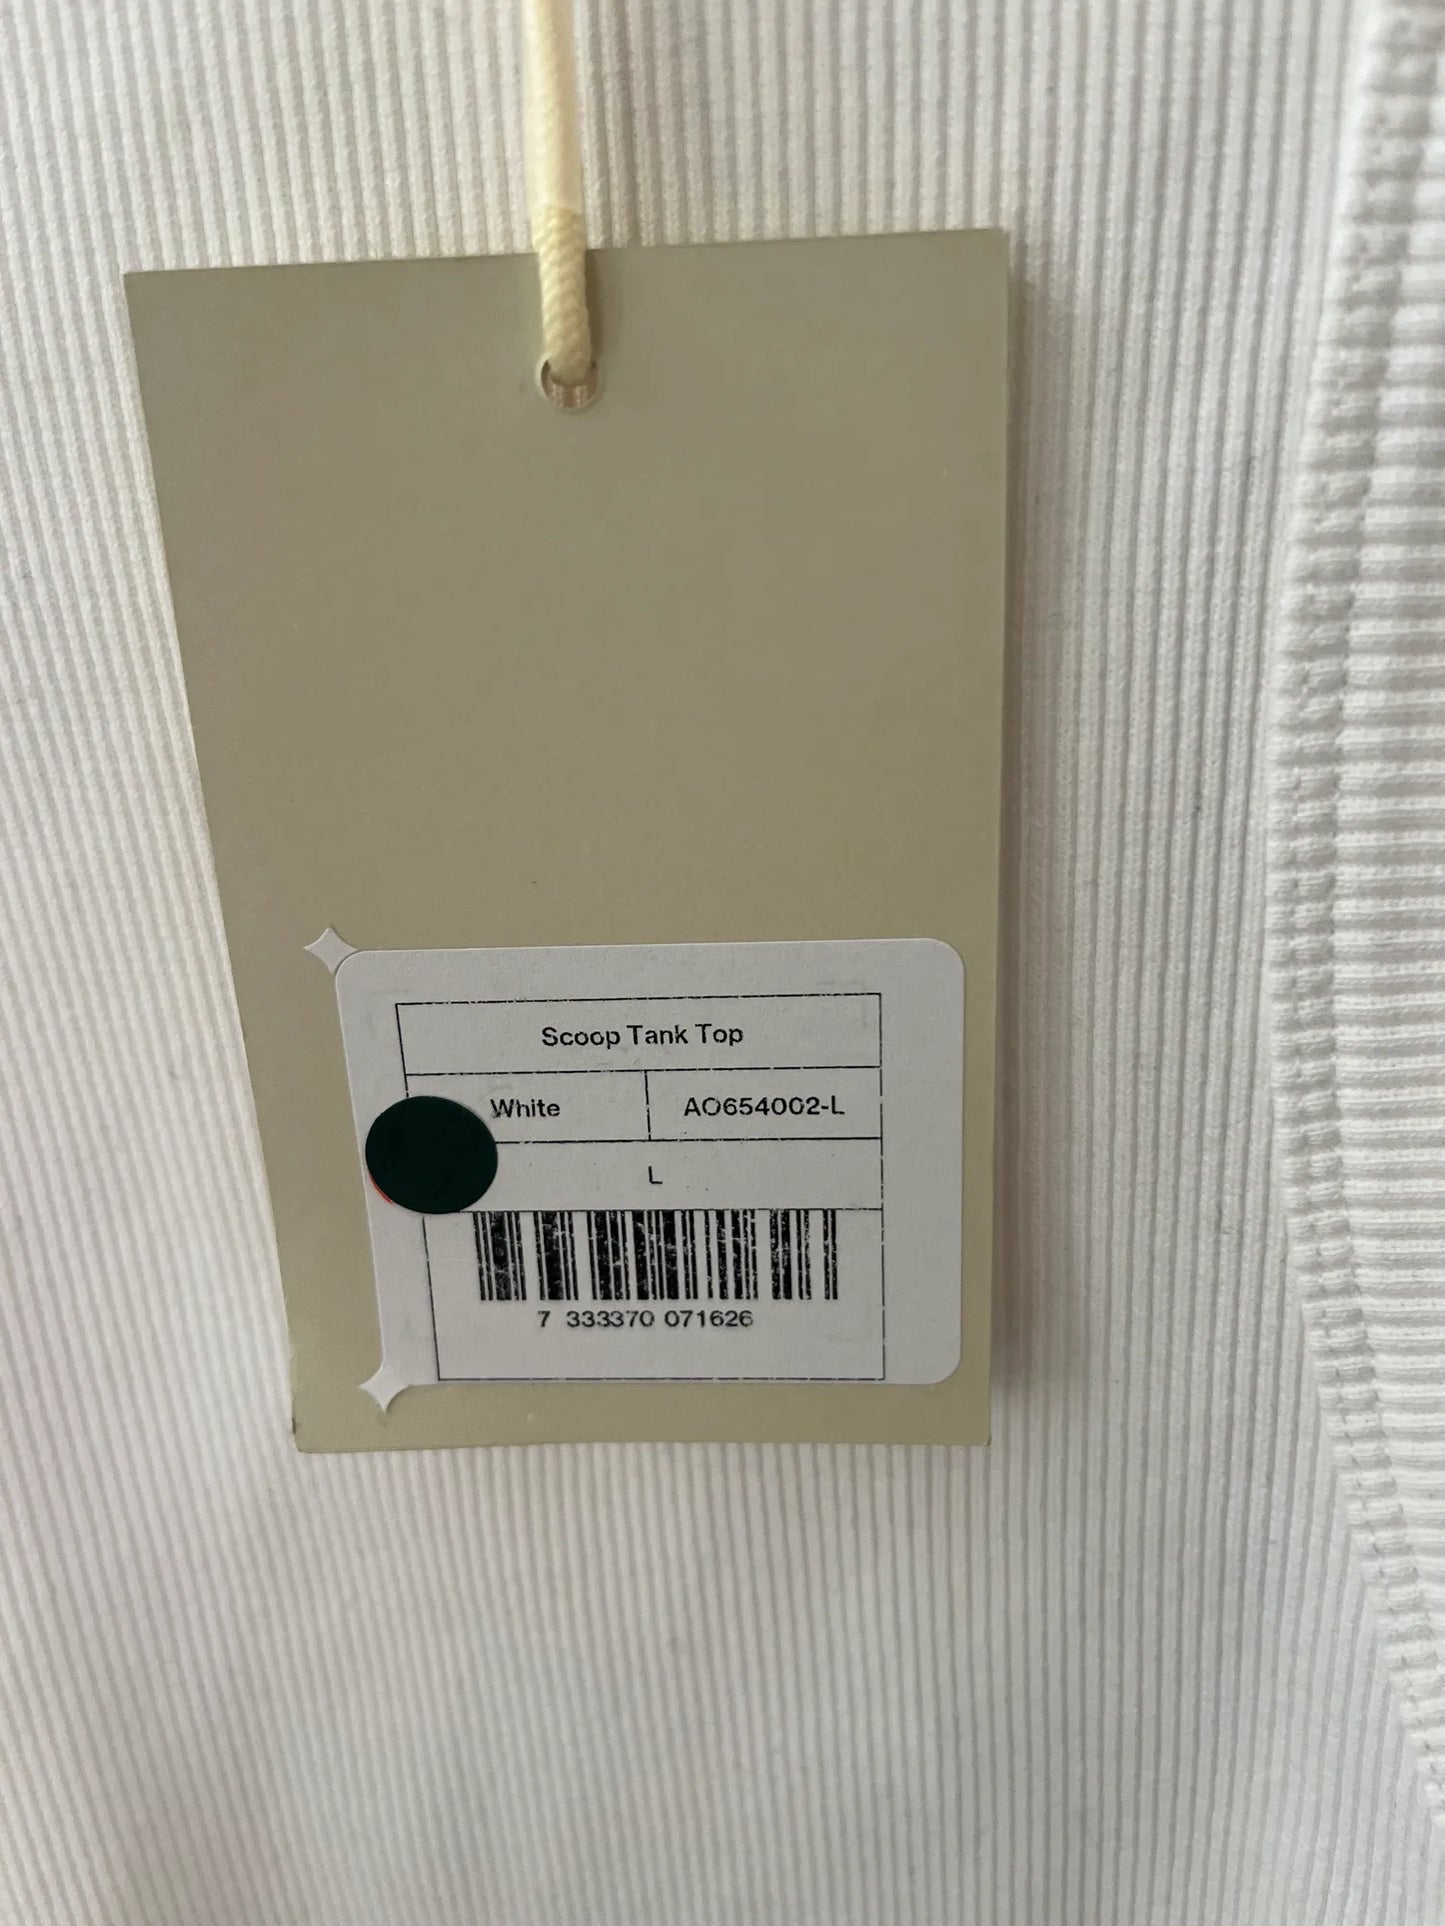 Scoop Tank Top
White AO654002-L
L
7 333370 071626